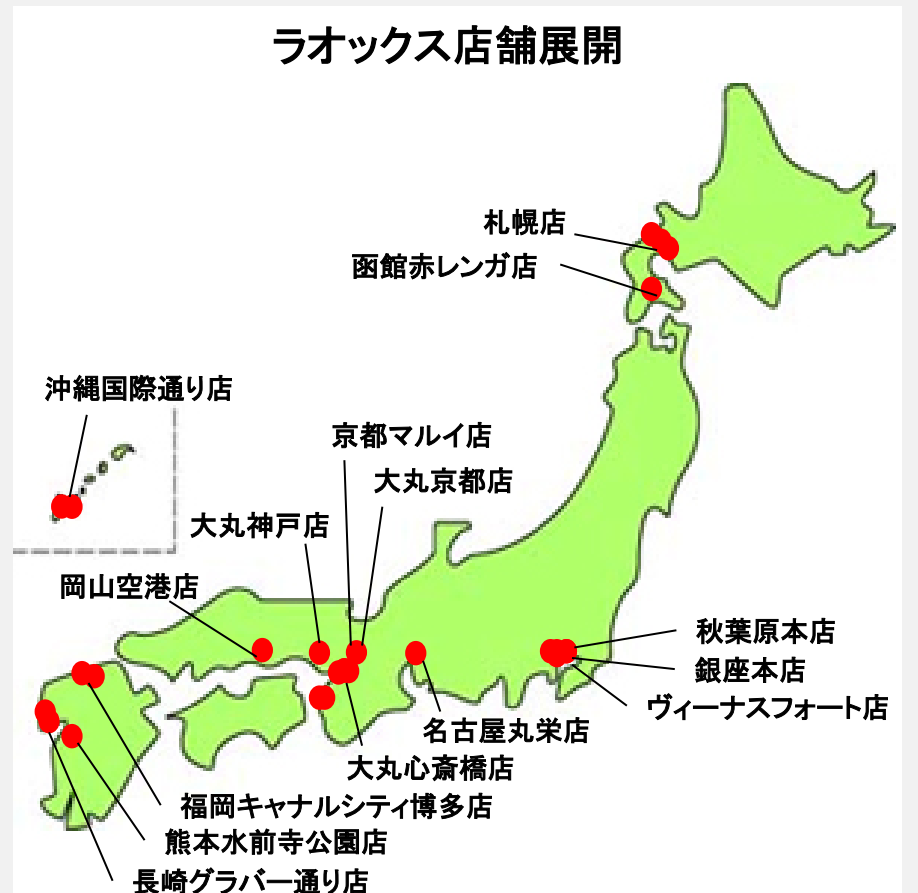 ラオックス店舗展開
札幌店
函館赤レンガ店
沖縄国際通り店
京都マルイ店
大丸京都店
大丸神戸店
岡山空港店
秋葉原本店
銀座本店
ヴィーナスフォート店
名古屋丸栄店
大丸心斎橋店
福岡キャナルシティ博多店
熊本水前寺公園店
長崎グラバー通り店